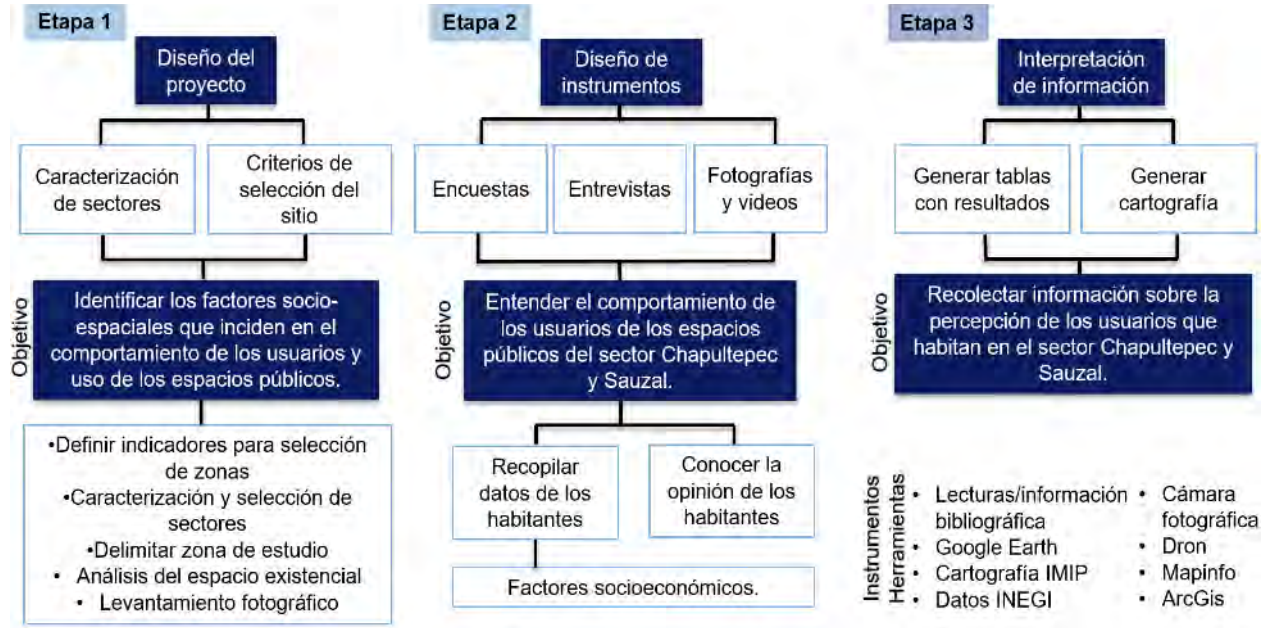 Etapa 1
Diseño del
proyecto
Caracterización
de sectores
Criterios de
selección del
sitio
Objetivo
Identificar los factores socio-
espaciales que inciden en el
comportamiento de los usuarios y
uso de los espacios públicos.
•Definir indicadores para selección
de zonas
•Caracterización y selección de
sectores
•Delimitar zona de estudio
• Análisis del espacio existencial
• Levantamiento fotográfico
Etapa 2
Diseño de
instrumentos
Encuestas
Entrevistas
Fotografías
y vídeos
Objetivo
Entender el comportamiento de
los usuarios de los espacios
públicos del sector Chapultepec
y Sauzal.
Recopilar
datos de los
habitantes
Conocer la
opinión de los
habitantes
Factores socioeconómicos.
Etapa 3
Interpretación
de información
Generar tablas
con resultados
Generar
cartografía
Objetivo
Recolectar información sobre la
percepción de los usuarios que
habitan en el sector Chapultepec y
Sauzal.
Instrumentos
Herramientas
• Lecturas/información
bibliográfica
• Google Earth
• Cartografía IMIP
• Datos INEGI
• Cámara
fotográfica
• Dron
• Mapinfo
• ArcGis